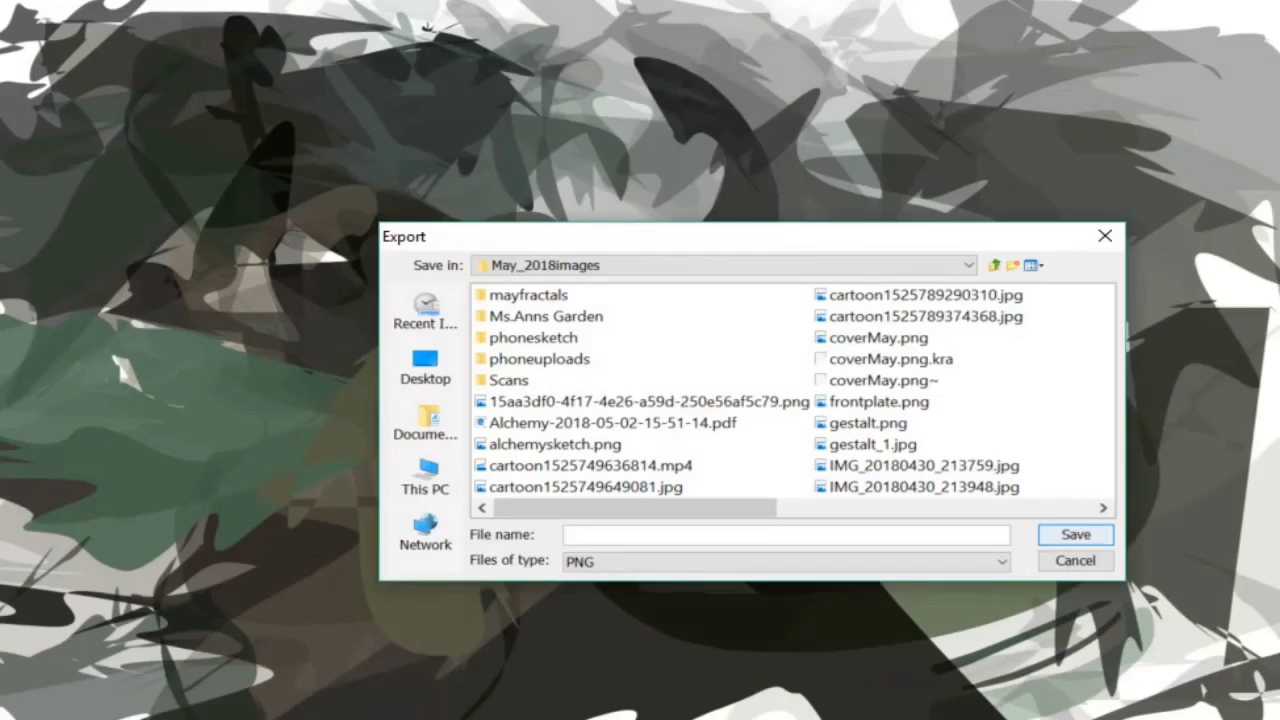 Export
Save in: May_2018images
Recent I...
Desktop
Docume...
This PC
Network
mayfractals
Ms.Anns Garden
phonesketch
phoneuploads
Scans
15aa3df0-4f17-4e26-a59d-250e56af5c79.png
Alchemy-2018-05-02-15-51-14.pdf
alchemysketch.png
cartoon1525749636814.mp4
cartoon1525749649081.jpg
cartoon1525789290310.jpg
cartoon1525789374368.jpg
coverMay.png
coverMay.png.kra
coverMay.png~
frontplate.png
gestalt.png
gestalt_1.jpg
IMG_20180430_213759.jpg
IMG_20180430_213948.jpg
File name:
Save
Files of type: PNG
Cancel